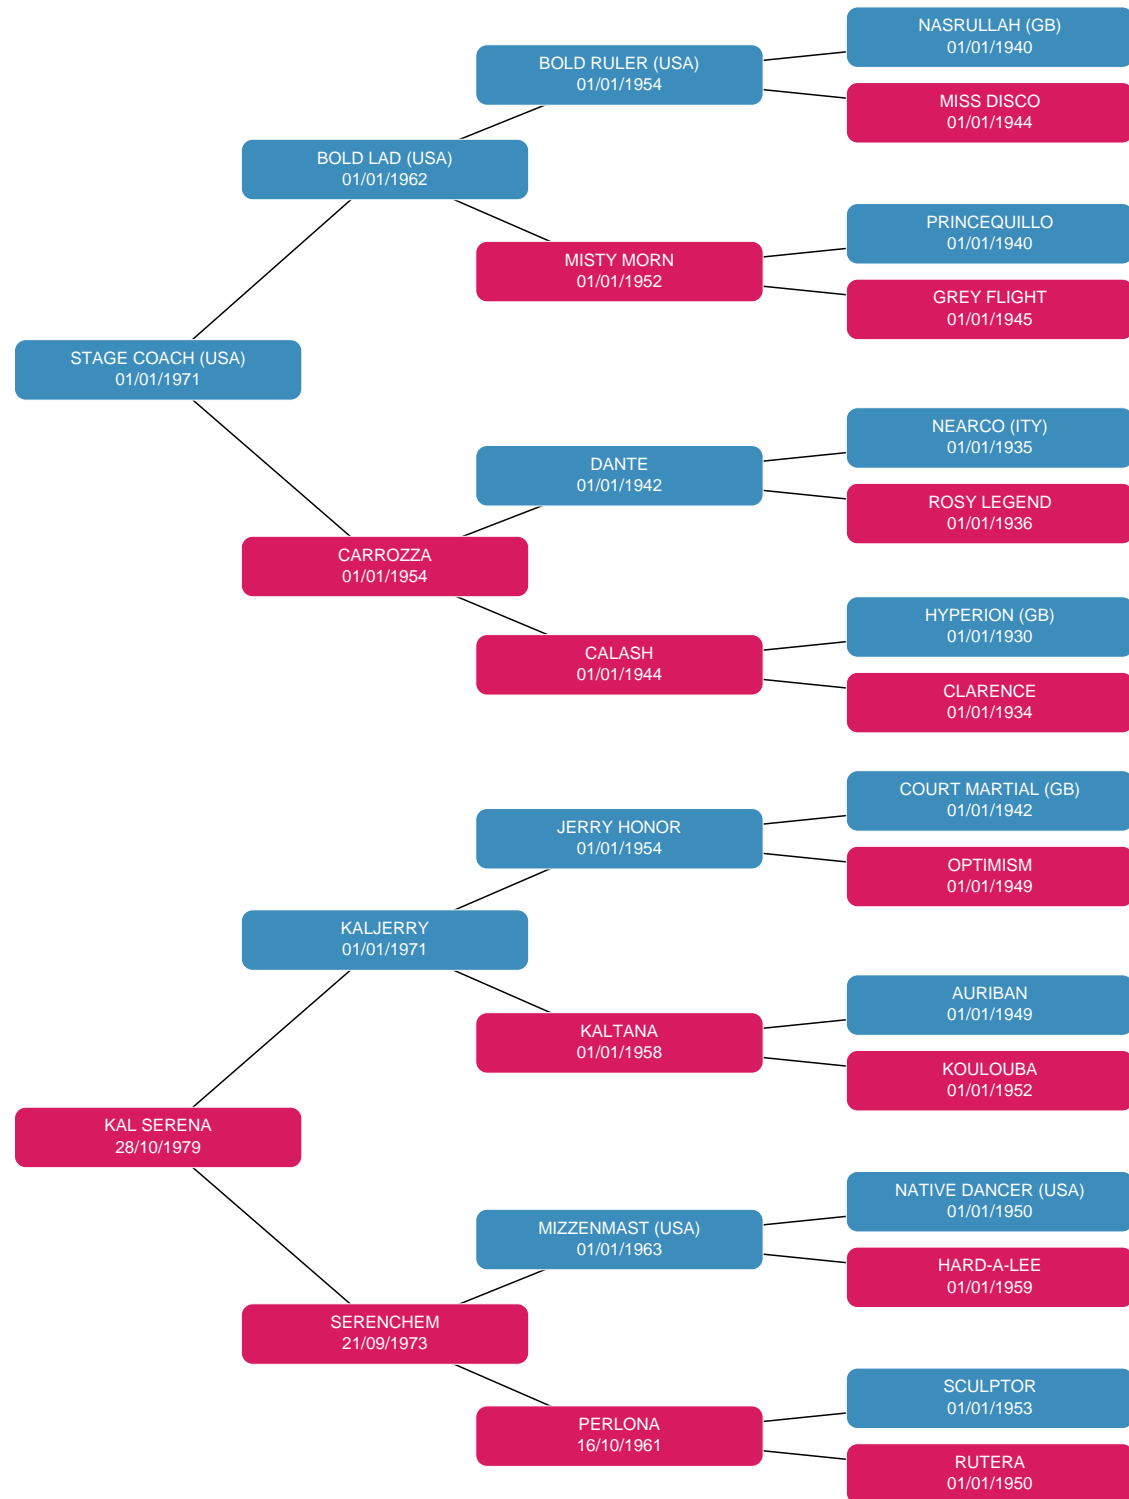 NASRULLAH (GB)
01/01/1940
BOLD RULER (USA)
01/01/1954
MISS DISCO
01/01/1944
BOLD LAD (USA)
01/01/1962
PRINCEQUILLO
01/01/1940
MISTY MORN
01/01/1952
GREY FLIGHT
01/01/1945
STAGE COACH (USA)
01/01/1971
NEARCO (ITY)
01/01/1935
DANTE
01/01/1942
ROSY LEGEND
01/01/1936
CARROZZA
01/01/1954
HYPERION (GB)
01/01/1930
CALASH
01/01/1944
CLARENCE
01/01/1934
COURT MARTIAL (GB)
01/01/1942
JERRY HONOR
01/01/1954
OPTIMISM
01/01/1949
KALJERRY
01/01/1971
AURIBAN
01/01/1949
KALTANA
01/01/1958
KOULOUBA
01/01/1952
KAL SERENA
28/10/1979
NATIVE DANCER (USA)
01/01/1950
MIZZENMAST (USA)
01/01/1963
HARD-A-LEE
01/01/1959
SERENCHEM
21/09/1973
SCULPTOR
01/01/1953
PERLONA
16/10/1961
RUTERA
01/01/1950